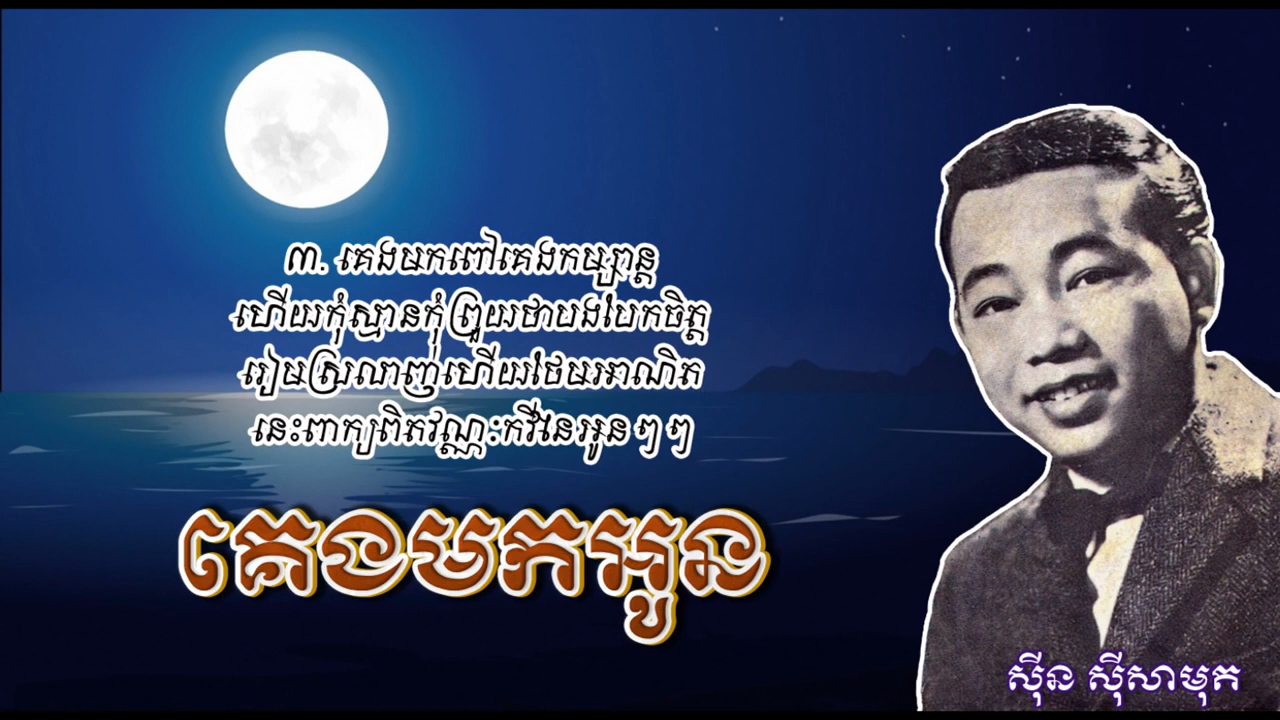 ៣. គេងមកពៅគេងកម្សាន្ត
ហើយកុំស្មានកុំព្រួយថាបងបែកចិត្ត
រៀមស្រលាញ់ហើយថែមអាណិត
នេះពាក្យពិតវណ្ណៈកវីនៃអូនៗៗ
គេងមកអូន
ស៊ីន ស៊ីសាមុត